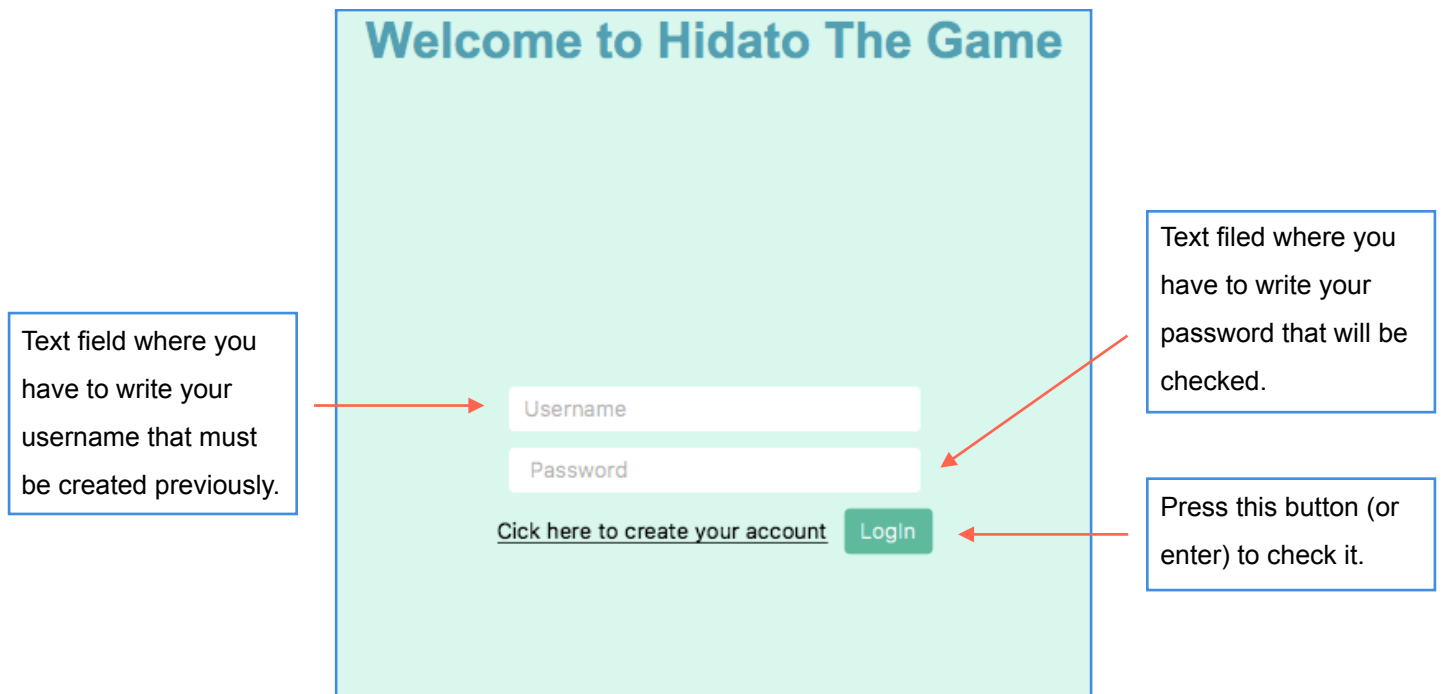 Welcome to Hidato The Game
Text filed where you
have to write your
password that will be
checked.
Text field where you
have to write your
username that must
be created previously.
Username
Password
Cick here to create your account
LogIn
Press this button (or
enter) to check it.